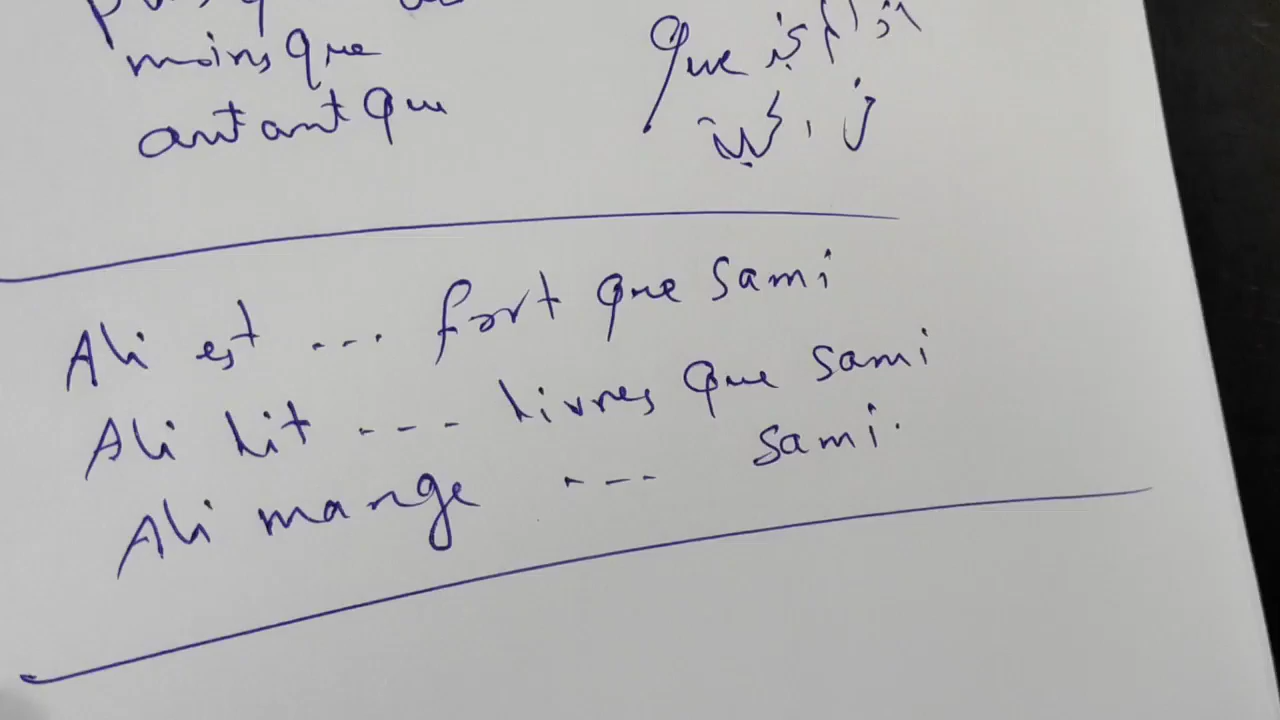 moins que
autant que
Que
Ali est ... fort que Sami
Ali lit ---- livres que Sami
Ali mange ---- Sami.